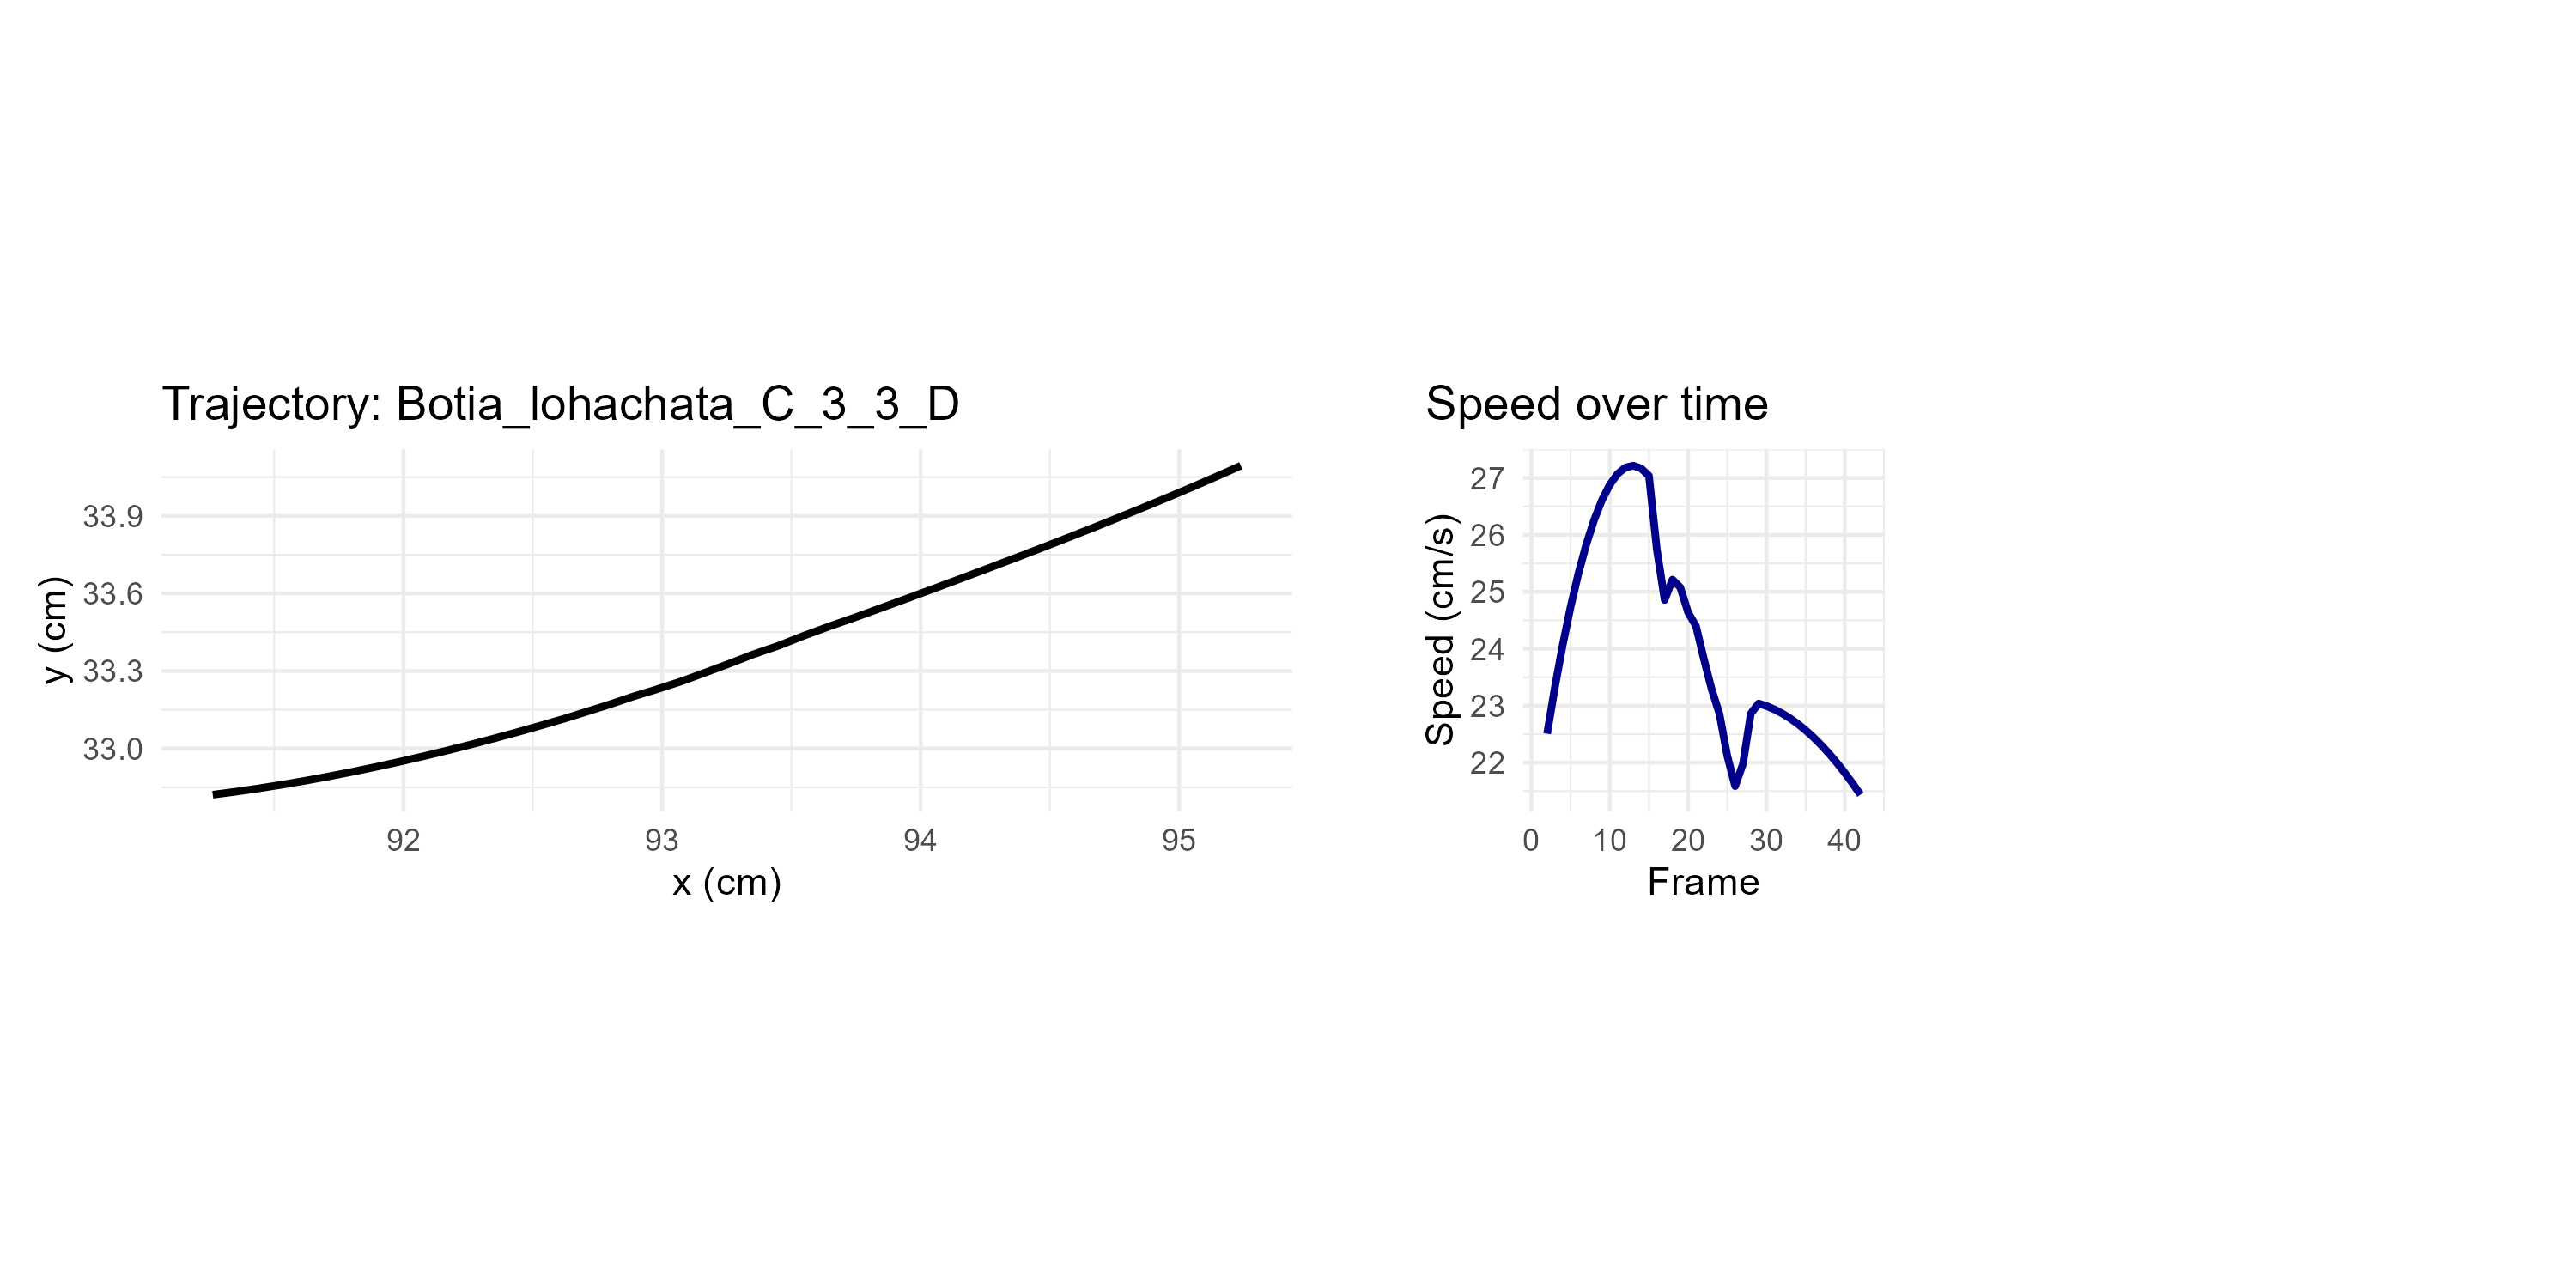 Trajectory: Botia_lohachata_C_3_3_D
y (cm)
33.9
33.6
33.3
33.0
92 93 94 95
x (cm)
Speed over time
Speed (cm/s)
27
26
25
24
23
22
0 10 20 30 40
Frame